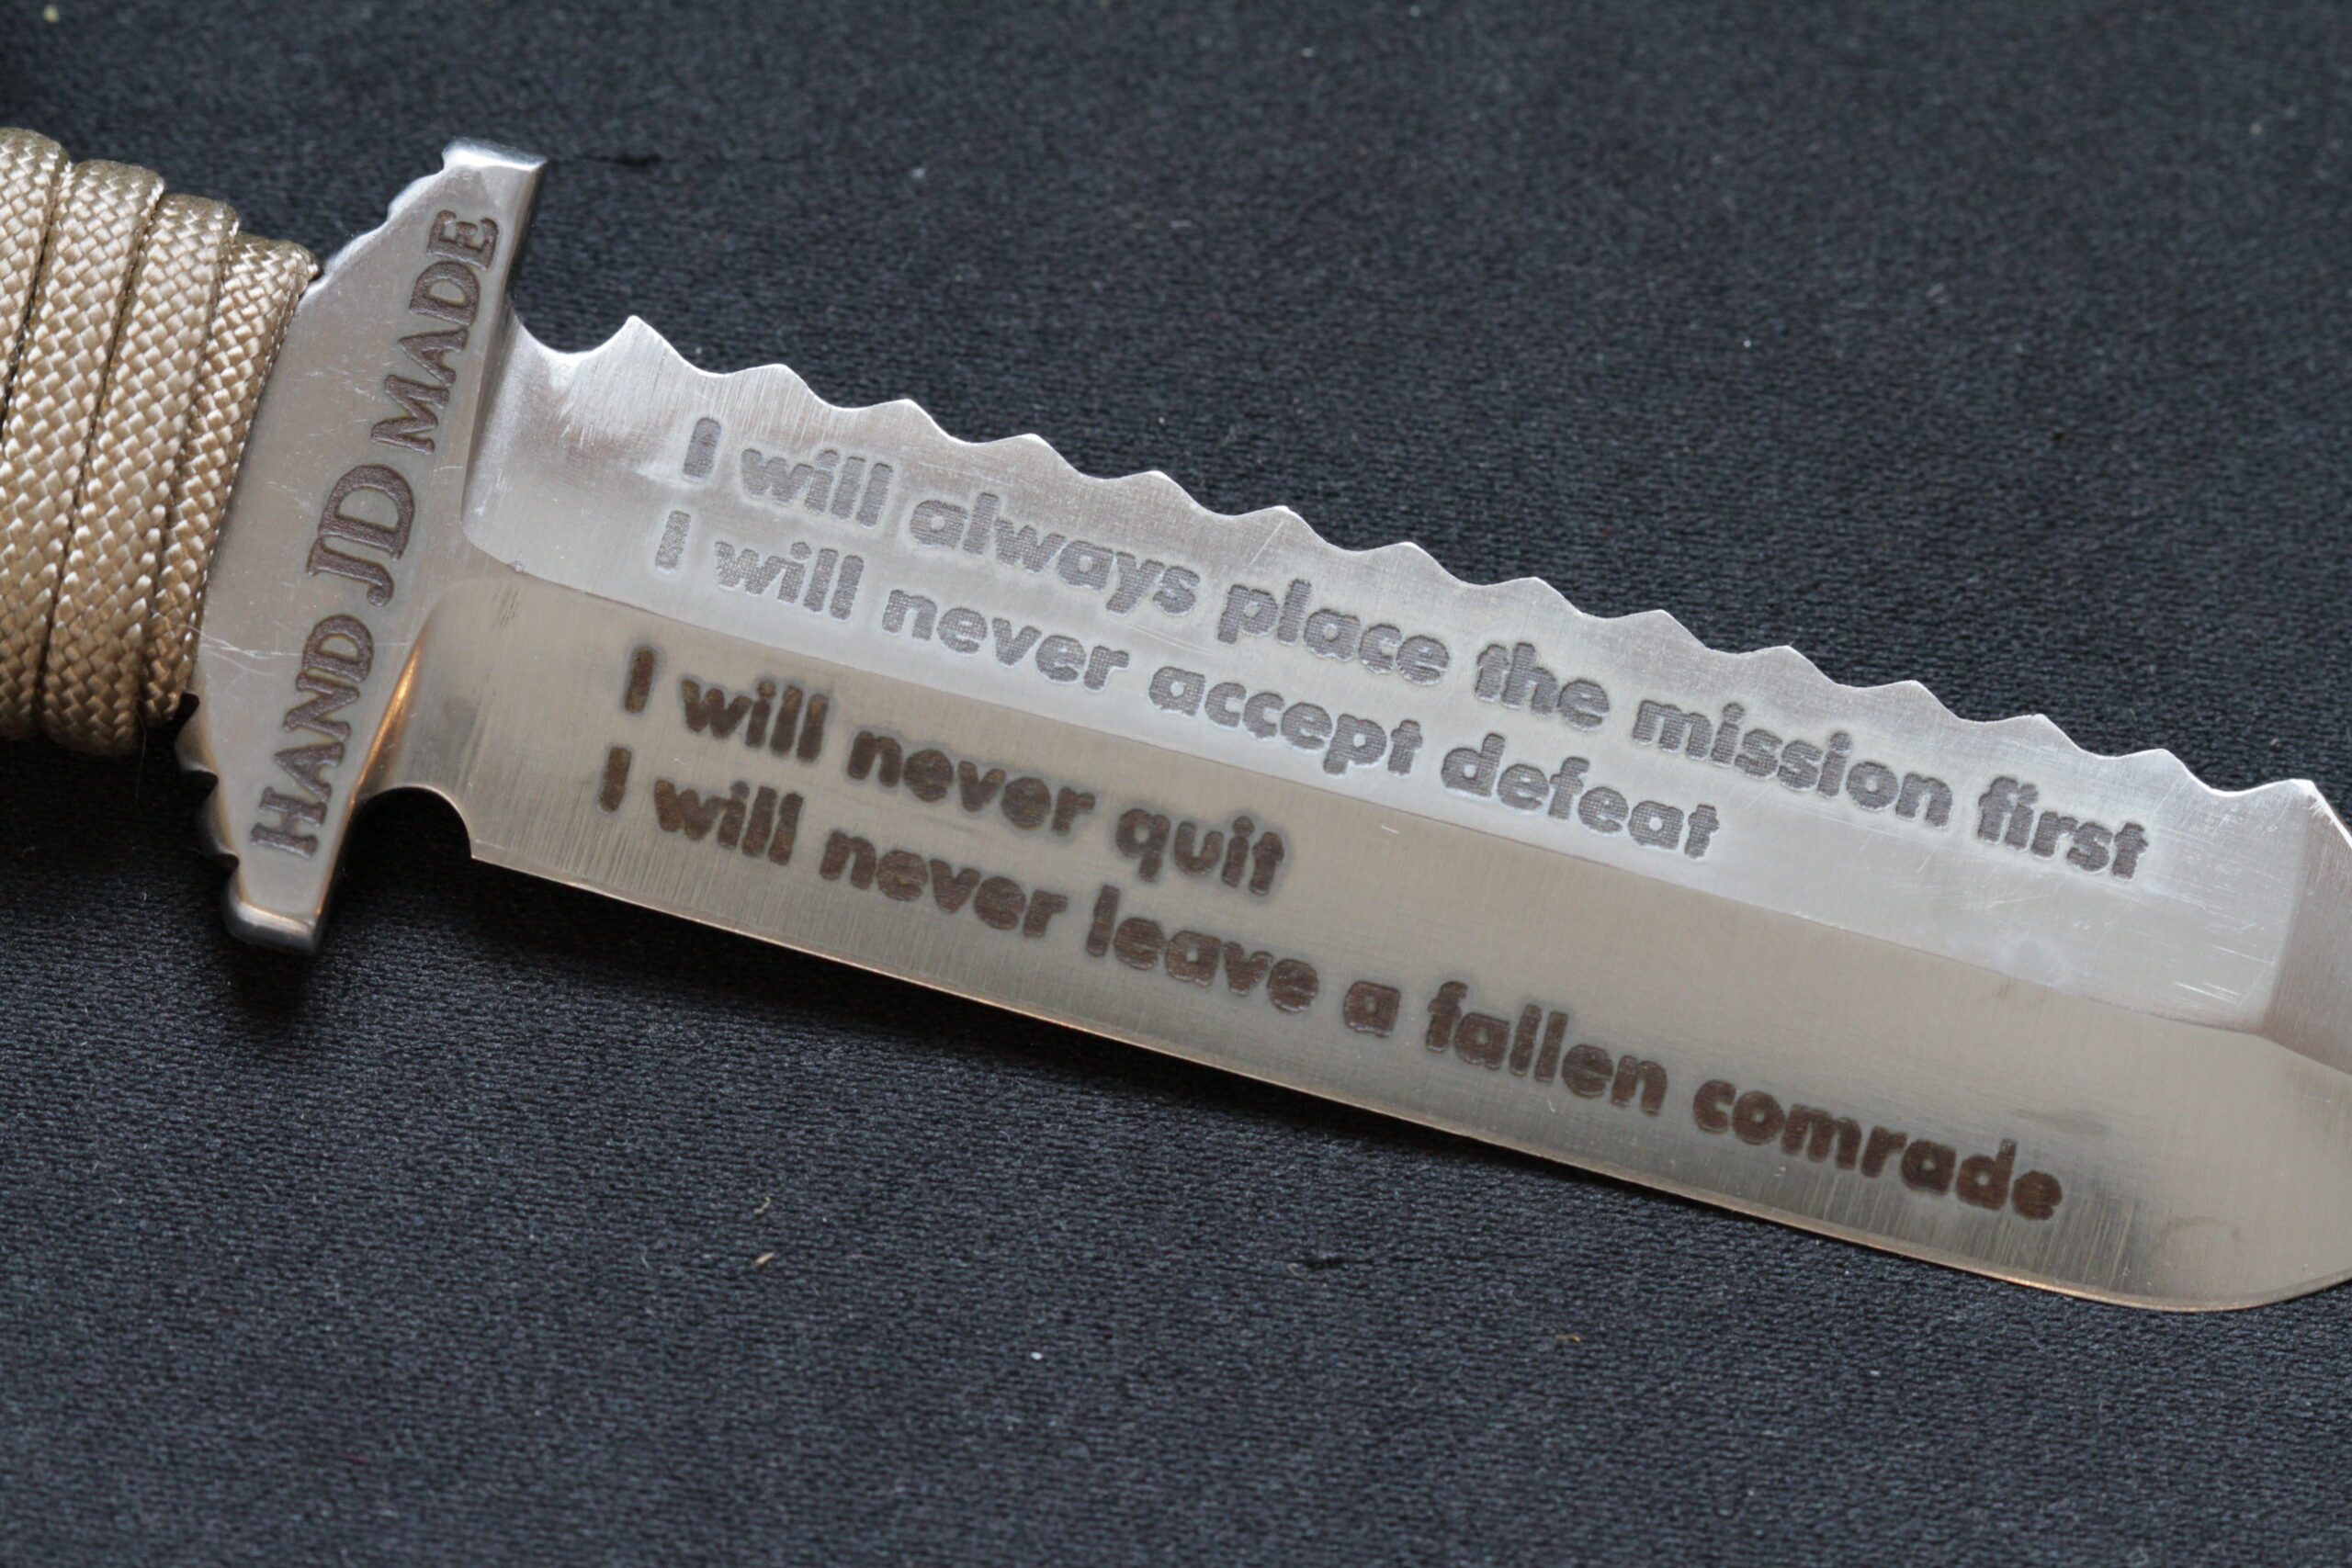 HAND JD MADE
I will always place the mission first
I will never accept defeat
I will never quit
I will never leave a fallen comrade